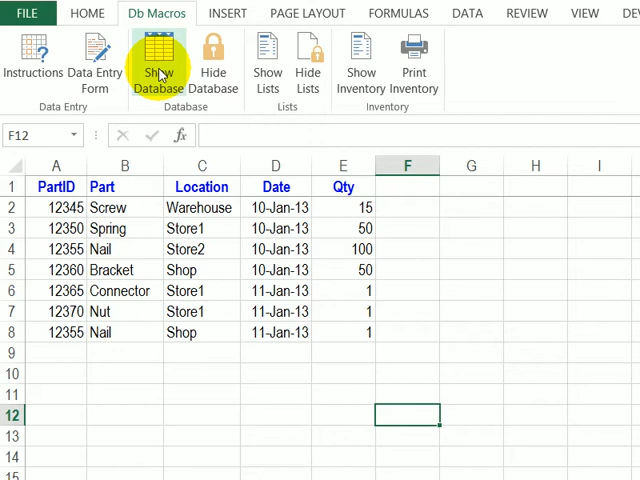 FILE HOME Db Macros INSERT PAGE LAYOUT FORMULAS DATA REVIEW VIEW
Instructions Data Entry Form Show Database Hide Database Show Lists Hide Lists Show Inventory Print Inventory
Data Entry Database Lists Inventory
F12 fx
A B C D E F G H I
1 PartID Part Location Date Qty
2 12345 Screw Warehouse 10-Jan-13 15
3 12350 Spring Store1 10-Jan-13 50
4 12355 Nail Store2 10-Jan-13 100
5 12360 Bracket Shop 10-Jan-13 50
6 12365 Connector Store1 11-Jan-13 1
7 12370 Nut Store1 11-Jan-13 1
8 12355 Nail Shop 11-Jan-13 1
9
10
11
12
13
14
15